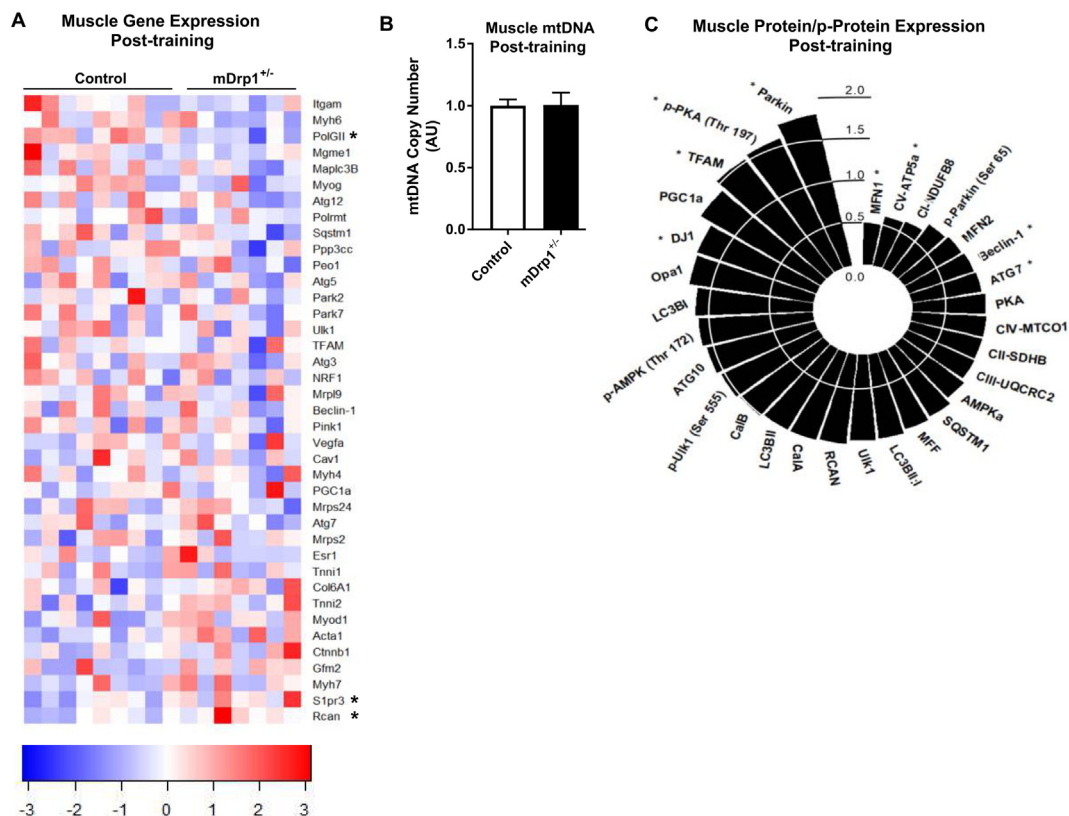 A
Muscle Gene Expression
Post-training
Control
mDrp1+/-
Itgam
Myh6
PolGII *
Mgme1
Maplc3B
Myog
Atg12
Polrmt
Sqstm1
Ppp3cc
Peo1
Atg5
Park2
Park7
Ulk1
TFAM
Atg3
NRF1
Mrpl9
Beclin-1
Pink1
Vegfa
Cav1
Myh4
PGC1a
Mrps24
Atg7
Mrps2
Esr1
Tnni1
Col6A1
Tnni2
Myod1
Acta1
Ctnnb1
Gfm2
Myh7
S1pr3 *
Rcan *
-3 -2 -1 0 1 2 3
B
Muscle mtDNA
Post-training
mtDNA Copy Number
(AU)
1.5
1.0
0.5
0.0
Control
mDrp1+/-
C
Muscle Protein/p-Protein Expression
Post-training
2.0
1.5
1.0
0.5
0.0
MFN1 *
CV-ATP5a *
CI-NDUFB8
p-Parkin (Ser 65)
MFN2
Beclin-1 *
ATG7 *
PKA
CIV-MTCO1
CII-SDHB
CIII-UQCRC2
AMPKa
SQSTM1
MFF
LC3BII:I
Ulk1
RCAN
CalA
LC3BII
CalB
p-Ulk1 (Ser 555)
ATG10
p-AMPK (Thr 172)
LC3BI
Opa1
* DJ1
PGC1a
* TFAM
* p-PKA (Thr 197)
* Parkin